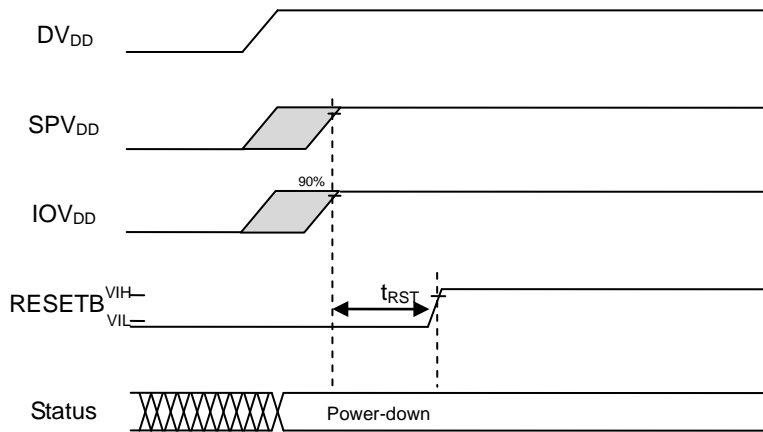 DVDD
SPVDD
90%
IOVDD
tRST
RESETB VIH
VIL
Status Power-down